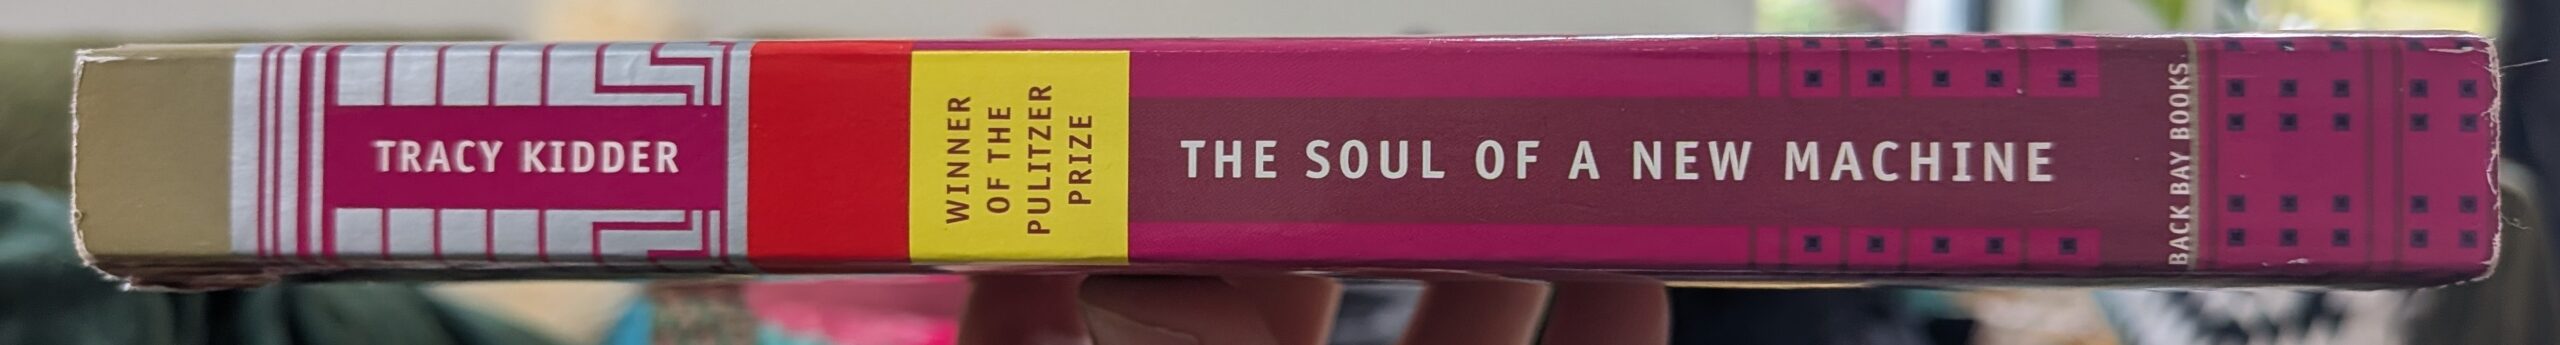 TRACY KIDDER
WINNER
OF THE
PULITZER
PRIZE
THE SOUL OF A NEW MACHINE
BACK BAY BOOKS